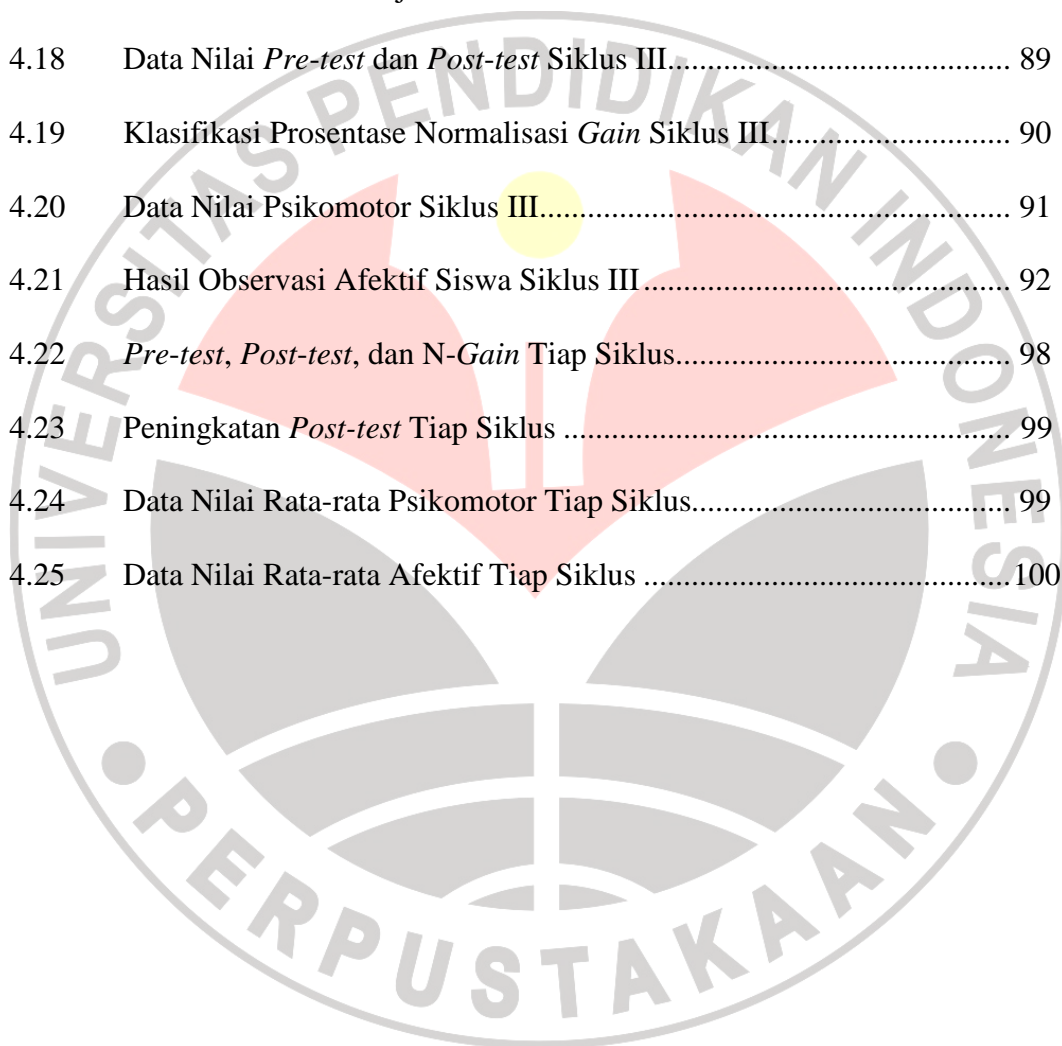 4.18 Data Nilai Pre-test dan Post-test Siklus III..................................... 89
4.19 Klasifikasi Prosentase Normalisasi Gain Siklus III......................... 90
4.20 Data Nilai Psikomotor Siklus III.................................................. 91
4.21 Hasil Observasi Afektif Siswa Siklus III...................................... 92
4.22 Pre-test, Post-test, dan N-Gain Tiap Siklus................................... 98
4.23 Peningkatan Post-test Tiap Siklus ............................................... 99
4.24 Data Nilai Rata-rata Psikomotor Tiap Siklus................................. 99
4.25 Data Nilai Rata-rata Afektif Tiap Siklus ......................................100
UNIVERSITAS PENDIDIKAN INDONESIA
PERPUSTAKAAN